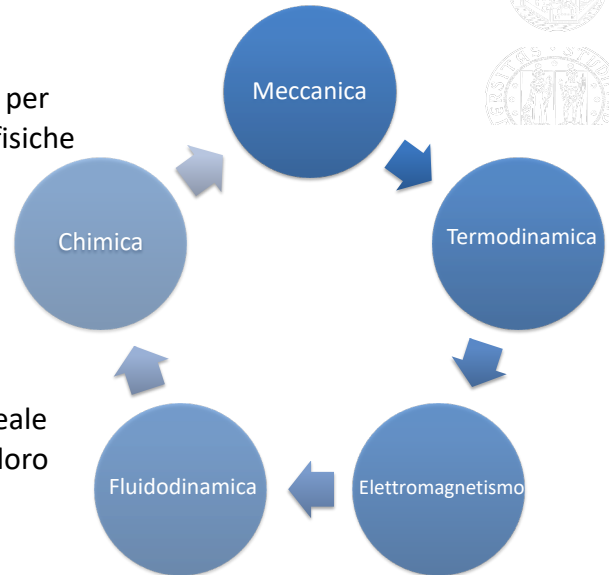 per
fisiche
Meccanica
Termodinamica
Elettromagnetismo
Fluidodinamica
Chimica
eale
loro